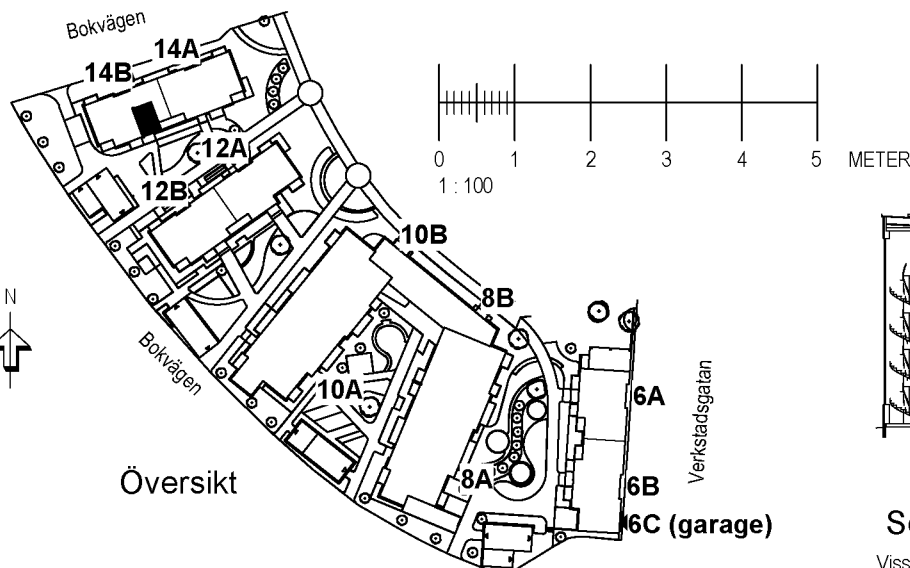 Bokvägen
14A
14B
12A
12B
0 1 2 3 4 5 METER
1 : 100
10B
8B
N
Bokvägen
10A
6A
Verkstadsgatan
Översikt
8A
6B
6C (garage)